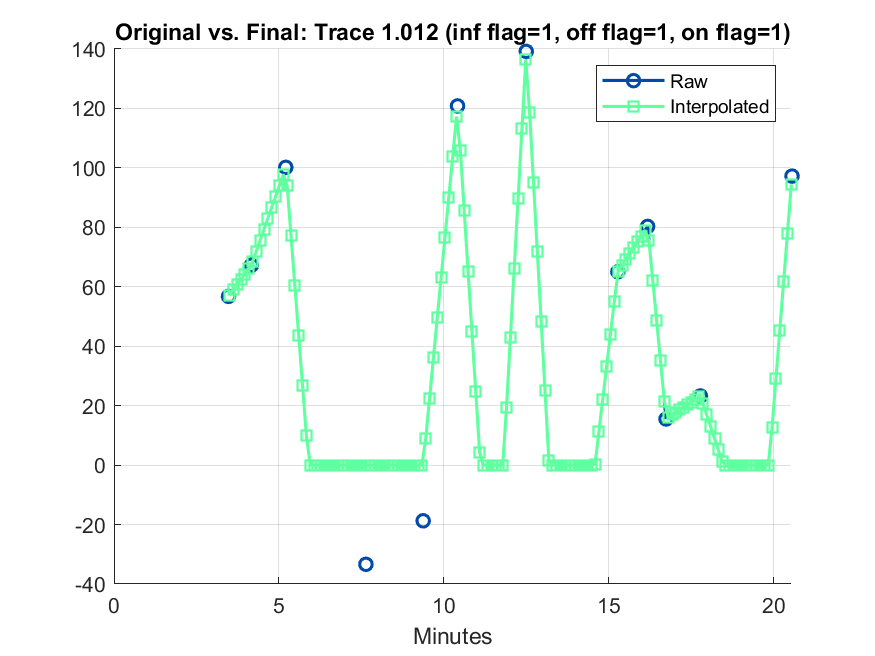 Original vs. Final: Trace 1.012 (inf flag=1, off flag=1, on flag=1)
140
120
100
80
60
40
20
0
-20
-40
0 5 10 15 20
Minutes
Raw
Interpolated